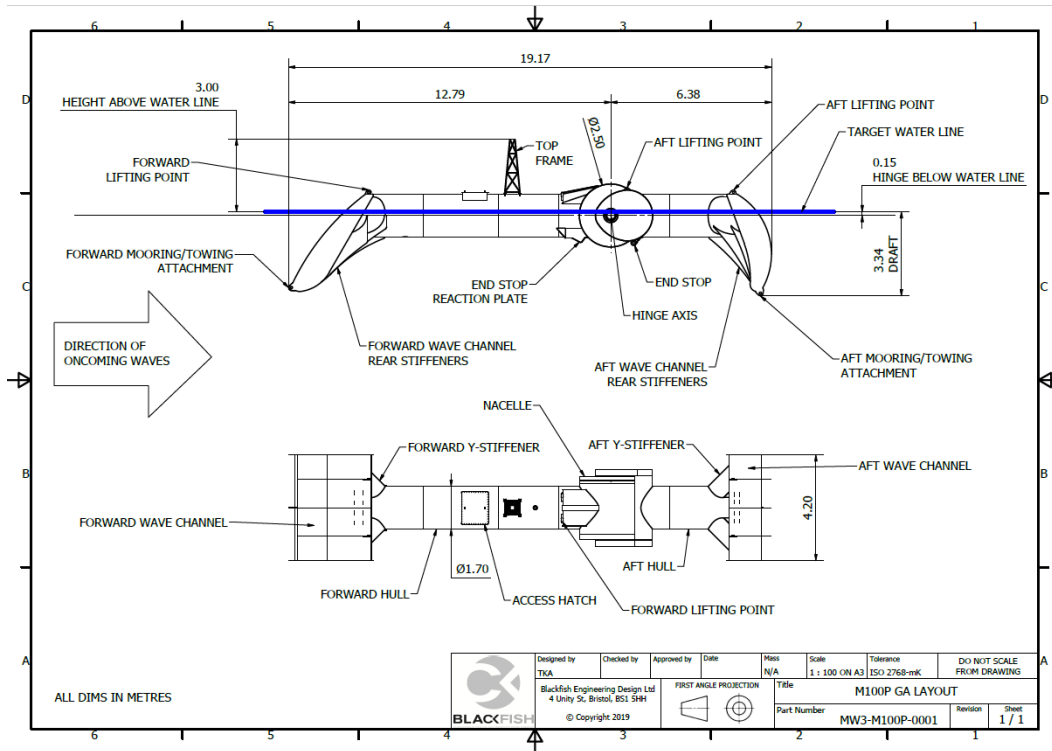 6 5 4 3 2 1
19.17
3.00
HEIGHT ABOVE WATER LINE
12.79
6.38
D
D
AFT LIFTING POINT
TARGET WATER LINE
Ø2.50
AFT LIFTING POINT
TOP
FRAME
FORWARD
LIFTING POINT
0.15
HINGE BELOW WATER LINE
FORWARD MOORING/TOWING
ATTACHMENT
3.34
DRAFT
END STOP
REACTION PLATE
END STOP
C
C
HINGE AXIS
DIRECTION OF
ONCOMING WAVES
FORWARD WAVE CHANNEL
REAR STIFFENERS
AFT WAVE CHANNEL
REAR STIFFENERS
AFT MOORING/TOWING
ATTACHMENT
NACELLE
FORWARD Y-STIFFENER
AFT Y-STIFFENER
AFT WAVE CHANNEL
B
B
4.20
FORWARD WAVE CHANNEL
Ø1.70
FORWARD HULL
ACCESS HATCH
AFT HULL
FORWARD LIFTING POINT
A
A
ALL DIMS IN METRES
BLACKFISH
Designed by
TKA
Checked by
Approved by
Date
Mass
N/A
Scale
1 : 100 ON A3
Tolerance
ISO 2768-mK
DO NOT SCALE
FROM DRAWING
Blackfish Engineering Design Ltd
4 Unity St, Bristol, BS1 5HH
© Copyright 2019
FIRST ANGLE PROJECTION
Title
M100P GA LAYOUT
Part Number
MW3-M100P-0001
Revision
Sheet
1 / 1
6 5 4 3 2 1